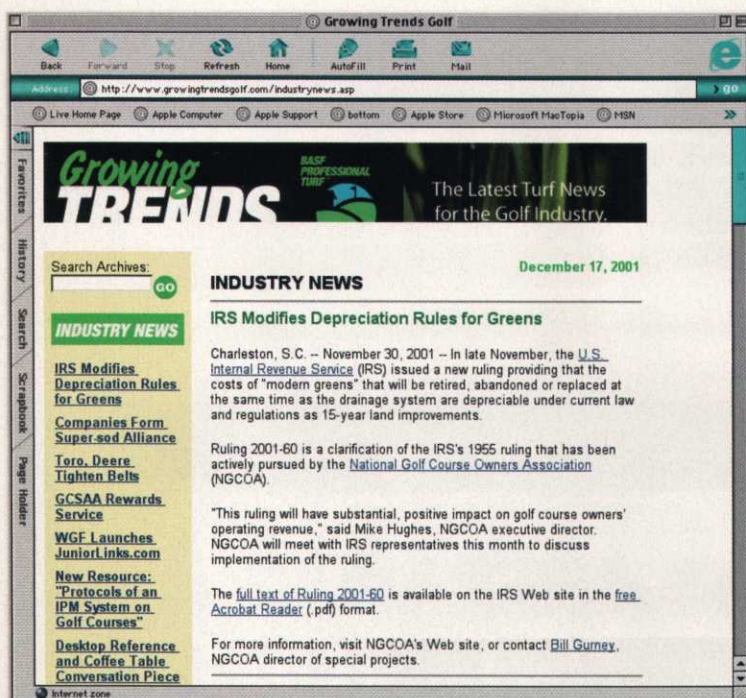 Growing Trends Golf
Back Forward Stop Refresh Home AutoFill Print Mail
Address http://www.growingtrendsgolf.com/industrynews.asp go
Live Home Page Apple Computer Apple Support bottom Apple Store Microsoft MacTopia MSN
Favorites
History
Search
Scrapbook
Page Holder
Growing
TRENDS
BASF
PROFESSIONAL
TURF
The Latest Turf News
for the Golf Industry.
Search Archives:
GO
INDUSTRY NEWS
IRS Modifies
Depreciation Rules
for Greens
Companies Form
Super-sod Alliance
Toro, Deere
Tighten Belts
GCSAA Rewards
Service
WGF Launches
JuniorLinks.com
New Resource:
"Protocols of an
IPM System on
Golf Courses"
Desktop Reference
and Coffee Table
Conversation Piece
December 17, 2001
INDUSTRY NEWS
IRS Modifies Depreciation Rules for Greens
Charleston, S.C. -- November 30, 2001 -- In late November, the U.S.
Internal Revenue Service (IRS) issued a new ruling providing that the
costs of "modern greens" that will be retired, abandoned or replaced at
the same time as the drainage system are depreciable under current law
and regulations as 15-year land improvements.
Ruling 2001-60 is a clarification of the IRS's 1955 ruling that has been
actively pursued by the National Golf Course Owners Association
(NGCOA).
"This ruling will have substantial, positive impact on golf course owners'
operating revenue," said Mike Hughes, NGCOA executive director.
NGCOA will meet with IRS representatives this month to discuss
implementation of the ruling.
The full text of Ruling 2001-60 is available on the IRS Web site in the free
Acrobat Reader (.pdf) format.
For more information, visit NGCOA's Web site, or contact Bill Gurney,
NGCOA director of special projects.
Internet zone